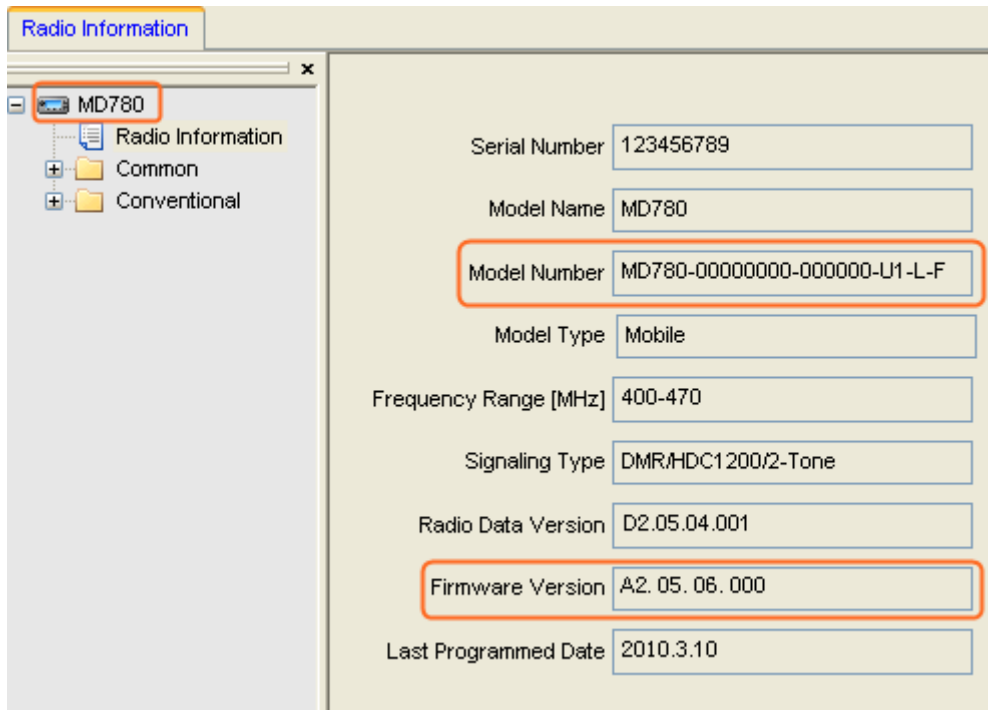 Radio Information
x
MD780
Radio Information
Common
Conventional
Serial Number 123456789
Model Name MD780
Model Number MD780-00000000-000000-U1-L-F
Model Type Mobile
Frequency Range [MHz] 400-470
Signaling Type DMR/HDC1200/2-Tone
Radio Data Version D2.05.04.001
Firmware Version A2. 05. 06. 000
Last Programmed Date 2010.3.10